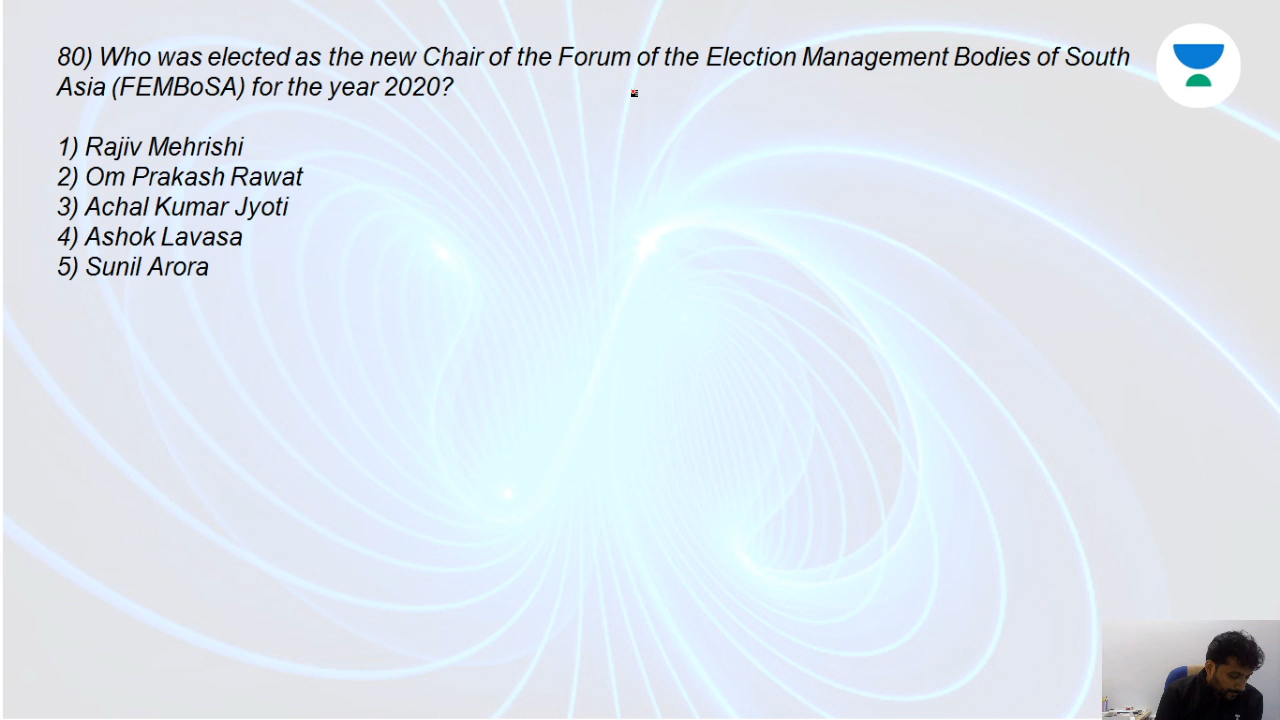 80) Who was elected as the new Chair of the Forum of the Election Management Bodies of South
Asia (FEMBoSA) for the year 2020?
1) Rajiv Mehrishi
2) Om Prakash Rawat
3) Achal Kumar Jyoti
4) Ashok Lavasa
5) Sunil Arora